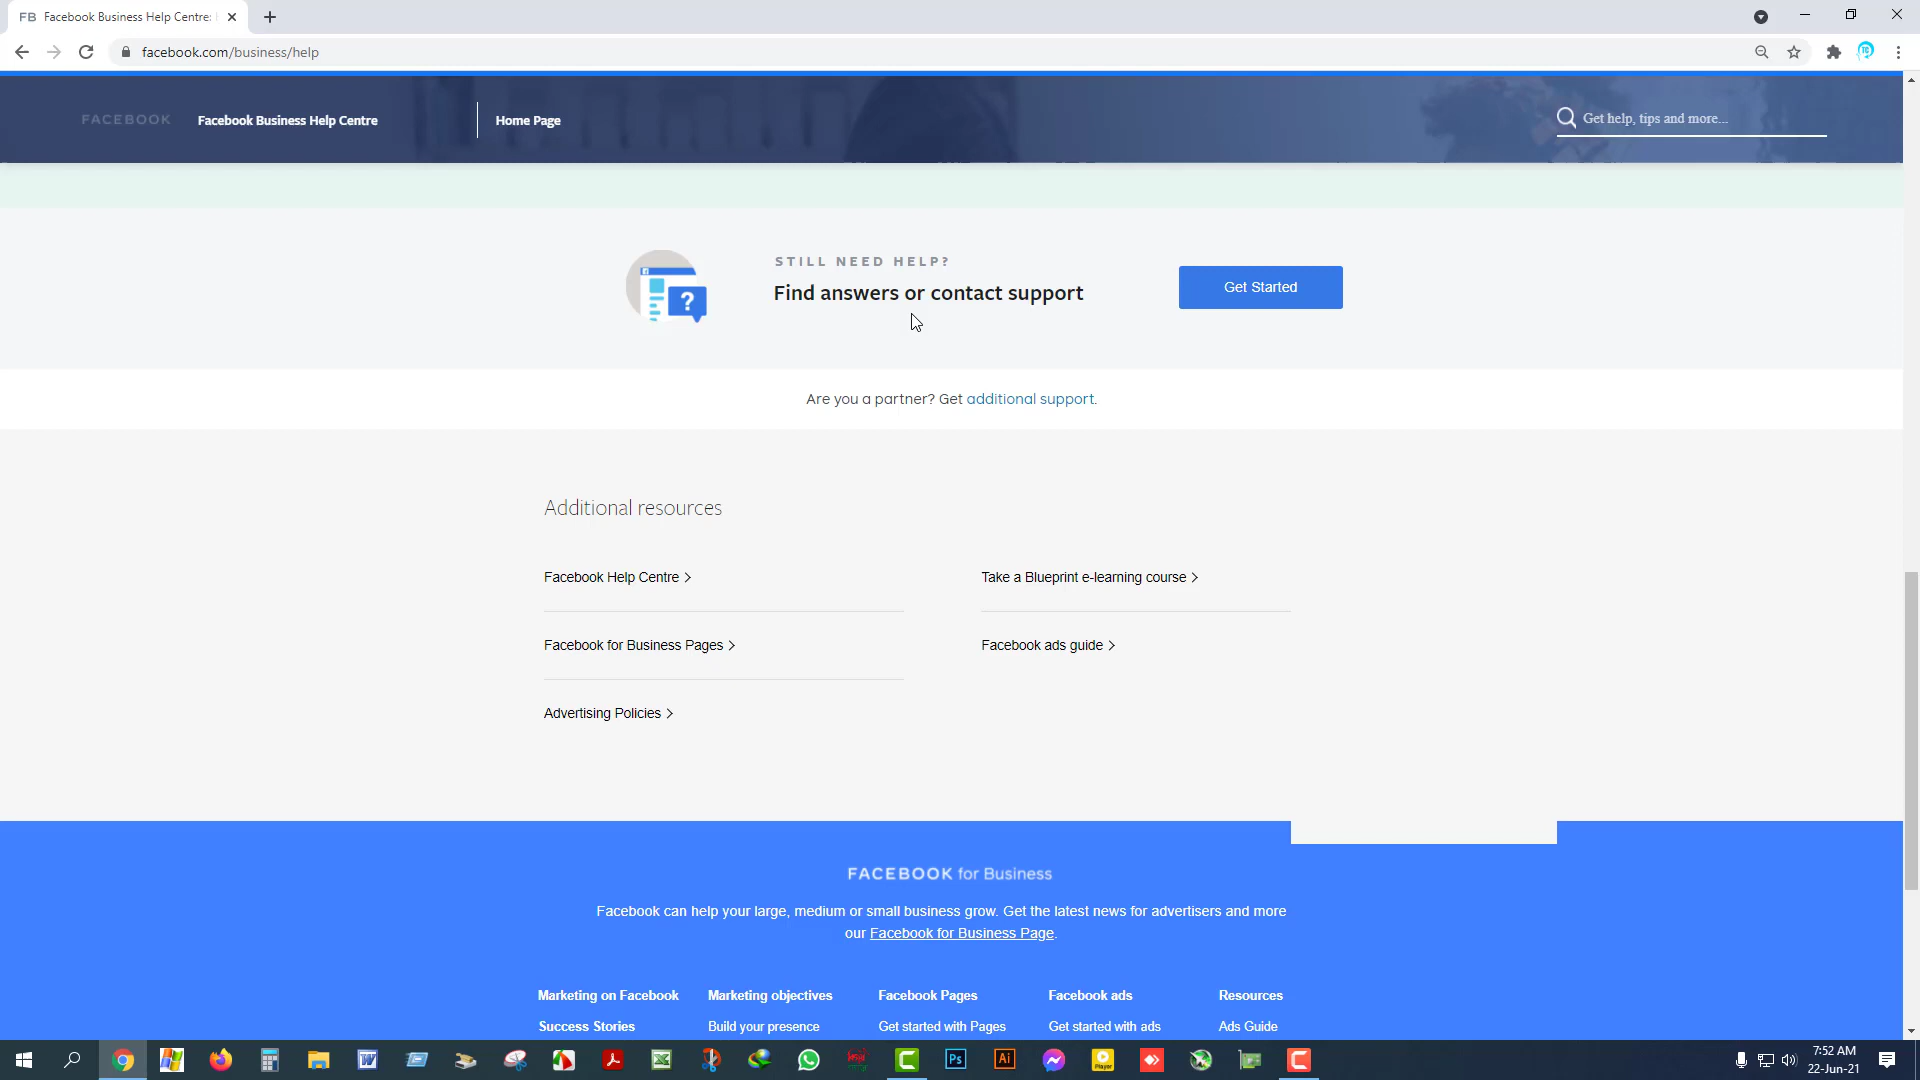 FB Facebook Business Help Centre:
facebook.com/business/help
FACEBOOK
Facebook Business Help Centre
Home Page
Get help, tips and more...
STILL NEED HELP?
Find answers or contact support
Get Started
Are you a partner? Get additional support.
Additional resources
Facebook Help Centre
Take a Blueprint e-learning course
Facebook for Business Pages
Facebook ads guide
Advertising Policies
FACEBOOK for Business
Facebook can help your large, medium or small business grow. Get the latest news for advertisers and more
our Facebook for Business Page.
Marketing on Facebook
Marketing objectives
Facebook Pages
Facebook ads
Resources
Success Stories
Build your presence
Get started with Pages
Get started with ads
Ads Guide
Ps
Ai
Player
7:52 AM
22-Jun-21